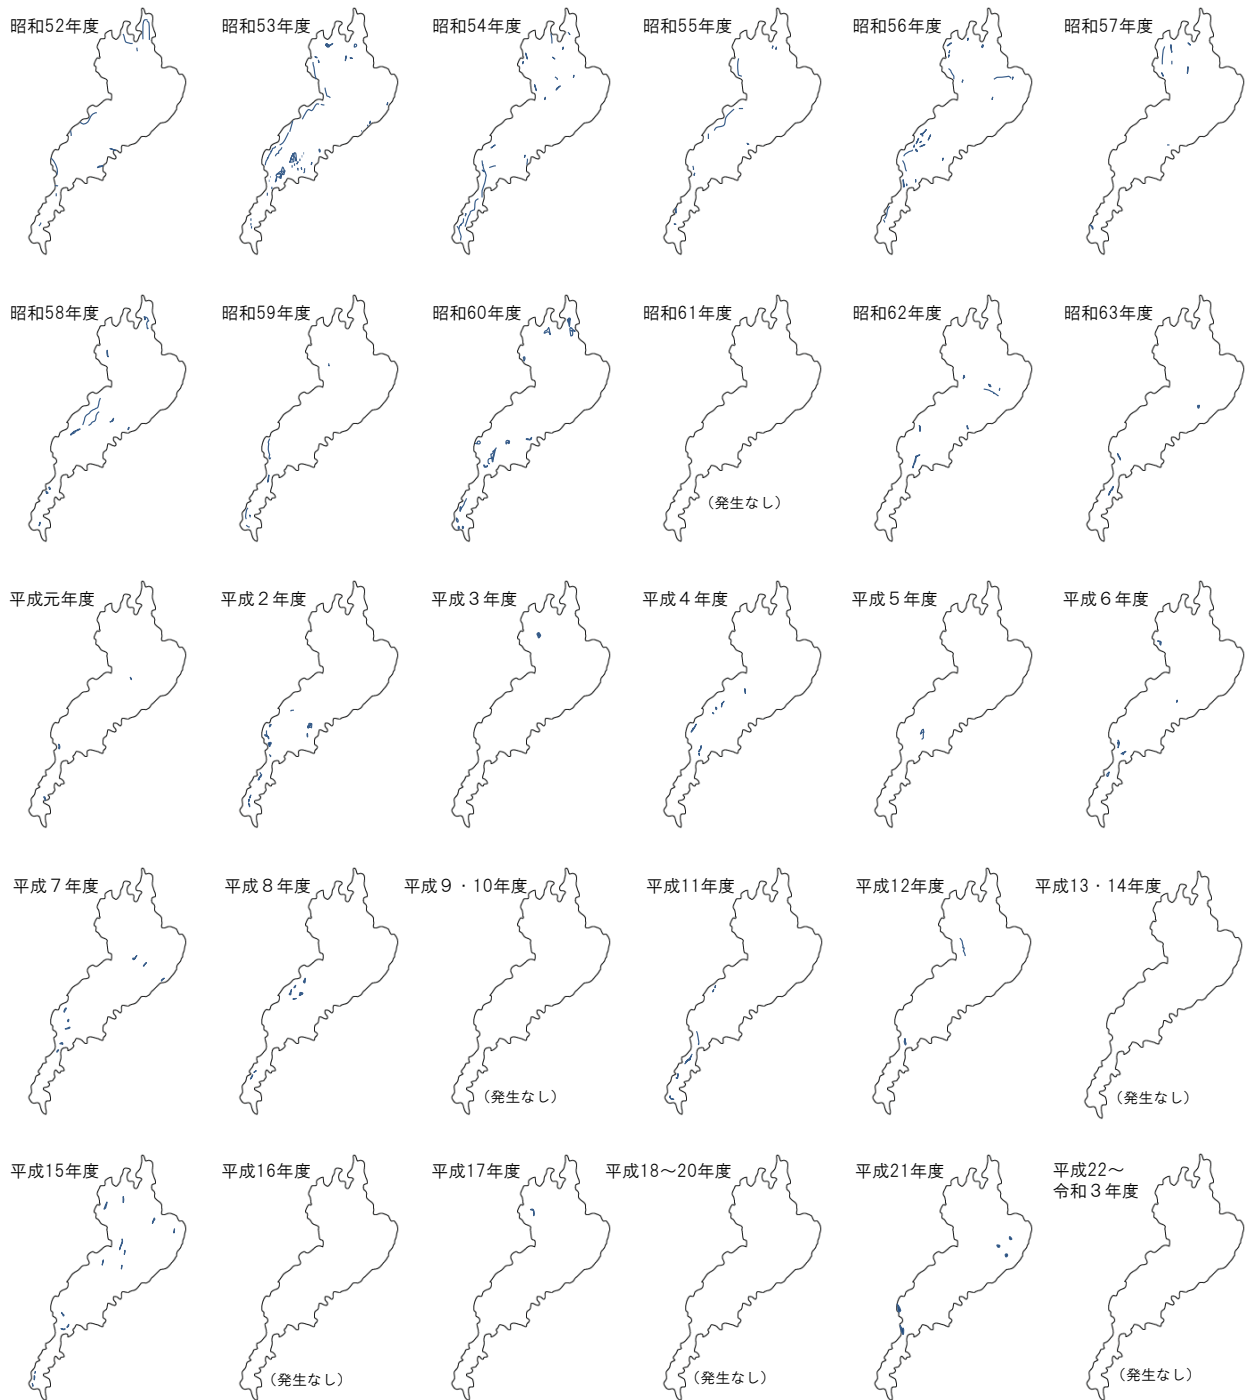 昭和52年度
昭和53年度
昭和54年度
昭和55年度
昭和56年度
昭和57年度
昭和58年度
昭和59年度
昭和60年度
昭和61年度
(発生なし)
昭和62年度
昭和63年度
平成元年度
平成２年度
平成３年度
平成４年度
平成５年度
平成６年度
平成７年度
平成８年度
平成９・10年度
(発生なし)
平成11年度
平成12年度
平成13・14年度
(発生なし)
平成15年度
平成16年度
(発生なし)
平成17年度
平成18～20年度
(発生なし)
平成21年度
平成22～
令和３年度
(発生なし)